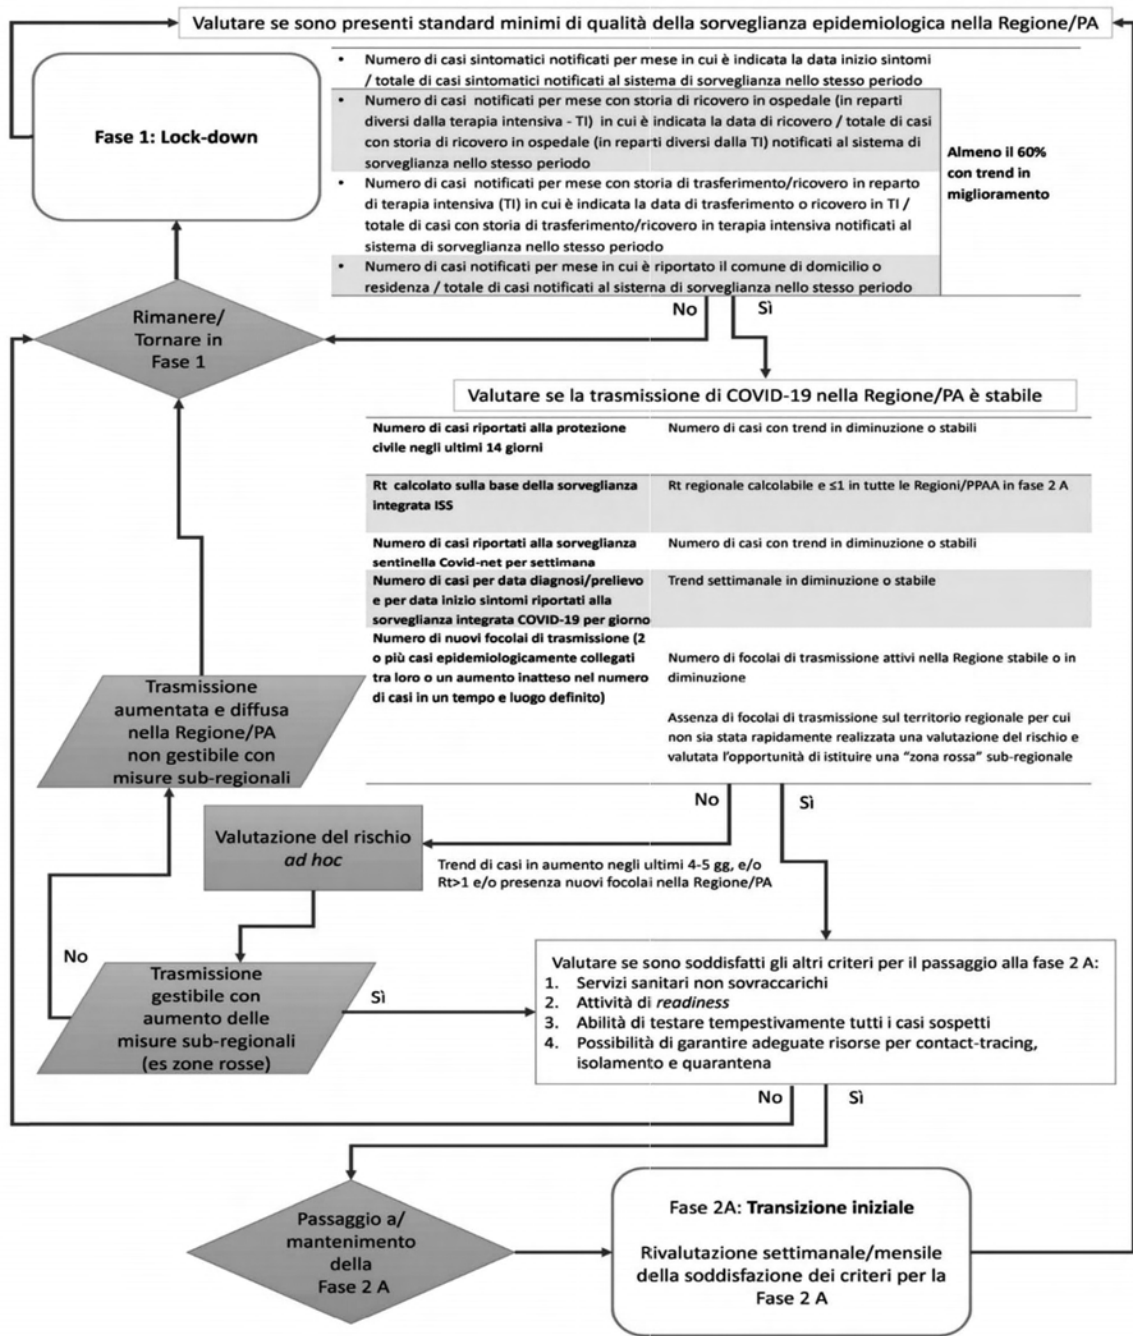 Valutare se sono presenti standard minimi di qualità della sorveglianza epidemiologica nella Regione/PA
Fase 1: Lock-down
• Numero di casi sintomatici notificati per mese in cui è indicata la data inizio sintomi
/ totale di casi sintomatici notificati al sistema di sorveglianza nello stesso periodo
• Numero di casi notificati per mese con storia di ricovero in ospedale (in reparti
diversi dalla terapia intensiva - TI) in cui è indicata la data di ricovero / totale di casi
con storia di ricovero in ospedale (in reparti diversi dalla TI) notificati al sistema di
sorveglianza nello stesso periodo
• Numero di casi notificati per mese con storia di trasferimento/ricovero in reparto
di terapia intensiva (TI) in cui è indicata la data di trasferimento o ricovero in TI /
totale di casi con storia di trasferimento/ricovero in terapia intensiva notificati al
sistema di sorveglianza nello stesso periodo
• Numero di casi notificati per mese in cui è riportato il comune di domicilio o
residenza / totale di casi notificati al sistema di sorveglianza nello stesso periodo
Almeno il 60%
con trend in
miglioramento
No
Sì
Rimanere/
Tornare in
Fase 1
Valutare se la trasmissione di COVID-19 nella Regione/PA è stabile
Numero di casi riportati alla protezione
civile negli ultimi 14 giorni
Numero di casi con trend in diminuzione o stabili
Rt calcolato sulla base della sorveglianza
integrata ISS
Rt regionale calcolabile e ≤1 in tutte le Regioni/PPAA in fase 2 A
Numero di casi riportati alla sorveglianza
sentinella Covid-net per settimana
Numero di casi con trend in diminuzione o stabili
Numero di casi per data diagnosi/prelievo
e per data inizio sintomi riportati alla
sorveglianza integrata COVID-19 per giorno
Trend settimanale in diminuzione o stabile
Numero di nuovi focolai di trasmissione (2
o più casi epidemiologicamente collegati
tra loro o un aumento inatteso nel numero
di casi in un tempo e luogo definito)
Numero di focolai di trasmissione attivi nella Regione stabile o in
diminuzione
Assenza di focolai di trasmissione sul territorio regionale per cui
non sia stata rapidamente realizzata una valutazione del rischio e
valutata l'opportunità di istituire una "zona rossa" sub-regionale
Trasmissione
aumentata e diffusa
nella Regione/PA
non gestibile con
misure sub-regionali
No
Sì
Valutazione del rischio
ad hoc
Trend di casi in aumento negli ultimi 4-5 gg, e/o
Rt>1 e/o presenza nuovi focolai nella Regione/PA
No
Trasmissione
gestibile con
aumento delle
misure sub-regionali
(es zone rosse)
Sì
Valutare se sono soddisfatti gli altri criteri per il passaggio alla fase 2 A:
1. Servizi sanitari non sovraccarichi
2. Attività di readiness
3. Abilità di testare tempestivamente tutti i casi sospetti
4. Possibilità di garantire adeguate risorse per contact-tracing,
isolamento e quarantena
No
Sì
Passaggio a/
mantenimento
della
Fase 2 A
Fase 2A: Transizione iniziale
Rivalutazione settimanale/mensile
della soddisfazione dei criteri per la
Fase 2 A